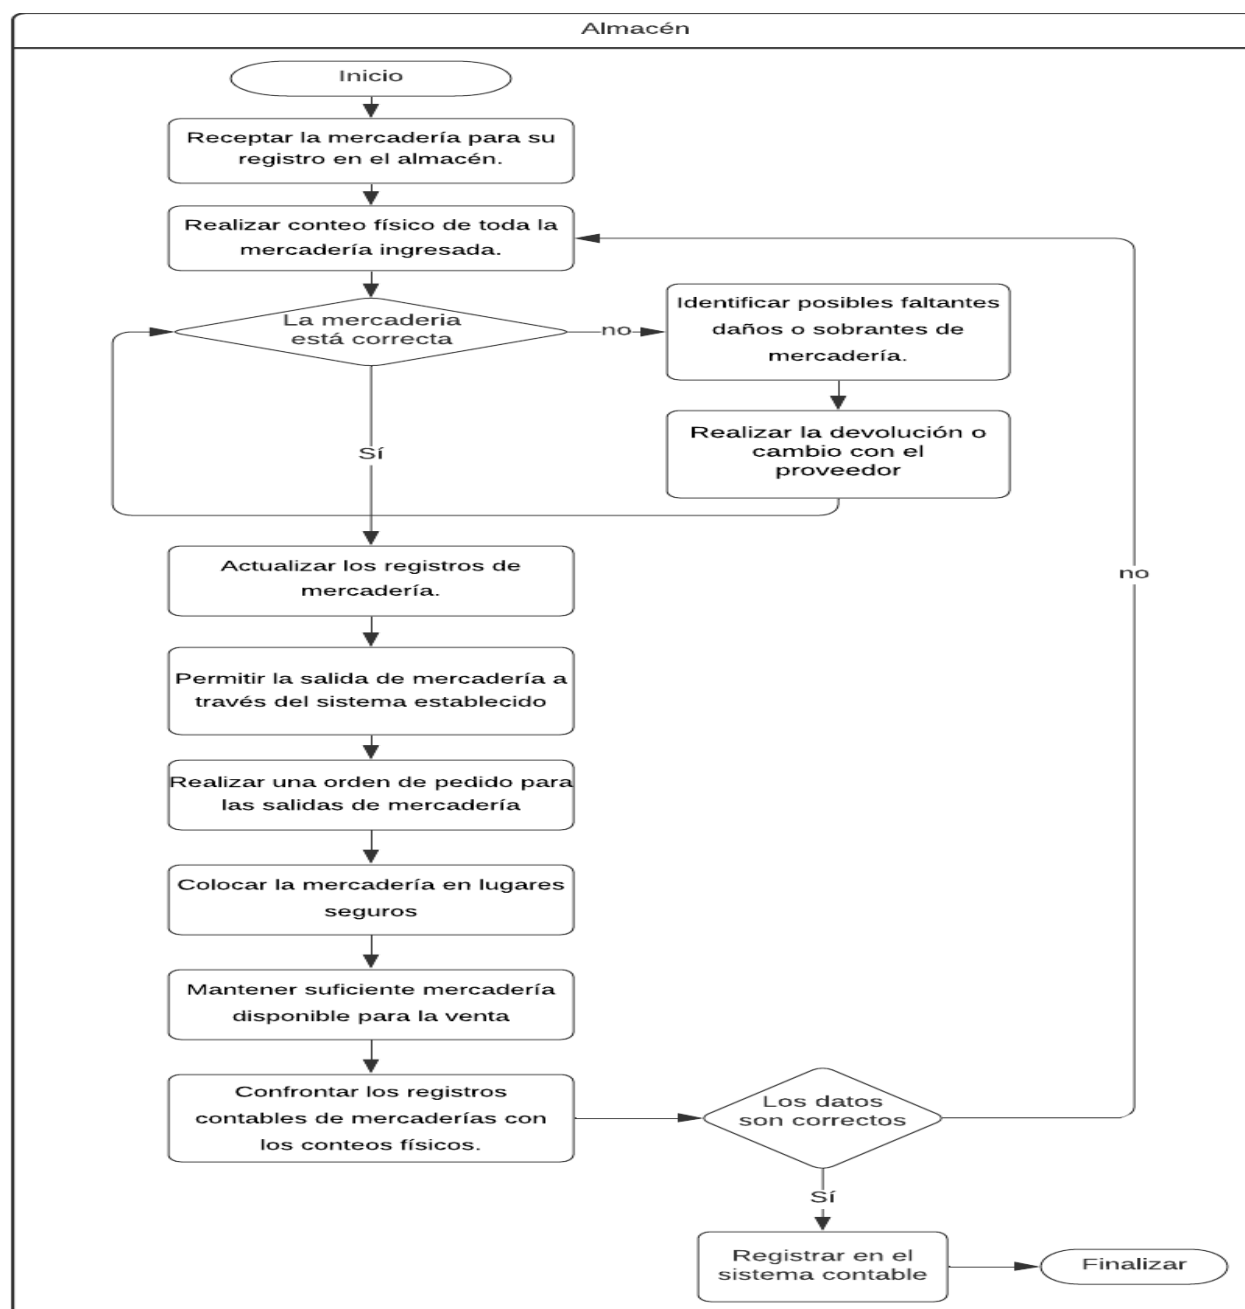 Almacén
Inicio
Receptar la mercadería para su
registro en el almacén.
Realizar conteo físico de toda la
mercadería ingresada.
La mercaderia
está correcta
no
Identificar posibles faltantes
daños o sobrantes de
mercadería.
Realizar la devolución o
cambio con el
proveedor
Sí
Actualizar los registros de
mercadería.
no
Permitir la salida de mercadería a
través del sistema establecido
Realizar una orden de pedido para
las salidas de mercadería
Colocar la mercadería en lugares
seguros
Mantener suficiente mercadería
disponible para la venta
Confrontar los registros
contables de mercaderías con
los conteos físicos.
Los datos
son correctos
Sí
Registrar en el
sistema contable
Finalizar